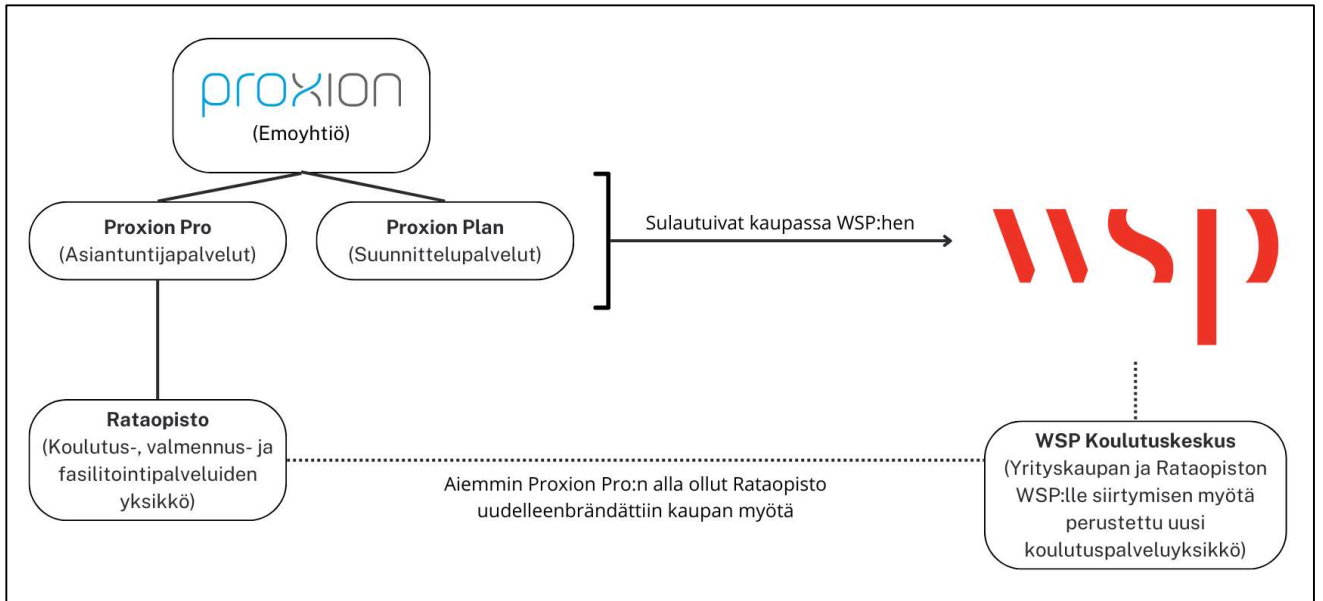 proxion
(Emoyhtiö)
Proxion Pro
(Asiantuntijapalvelut)
Proxion Plan
(Suunnittelupalvelut)
Sulautuivat kaupassa WSP:hen
wsp
Rataopisto
(Koulutus-, valmennus- ja
fasilitointipalveluiden
yksikkö)
Aiemmin Proxion Pro:n alla ollut Rataopisto
uudelleenbrändättiin kaupan myötä
WSP Koulutuskeskus
(Yrityskaupan ja Rataopiston
WSP:lle siirtymisen myötä
perustettu uusi
koulutuspalveluyksikkö)